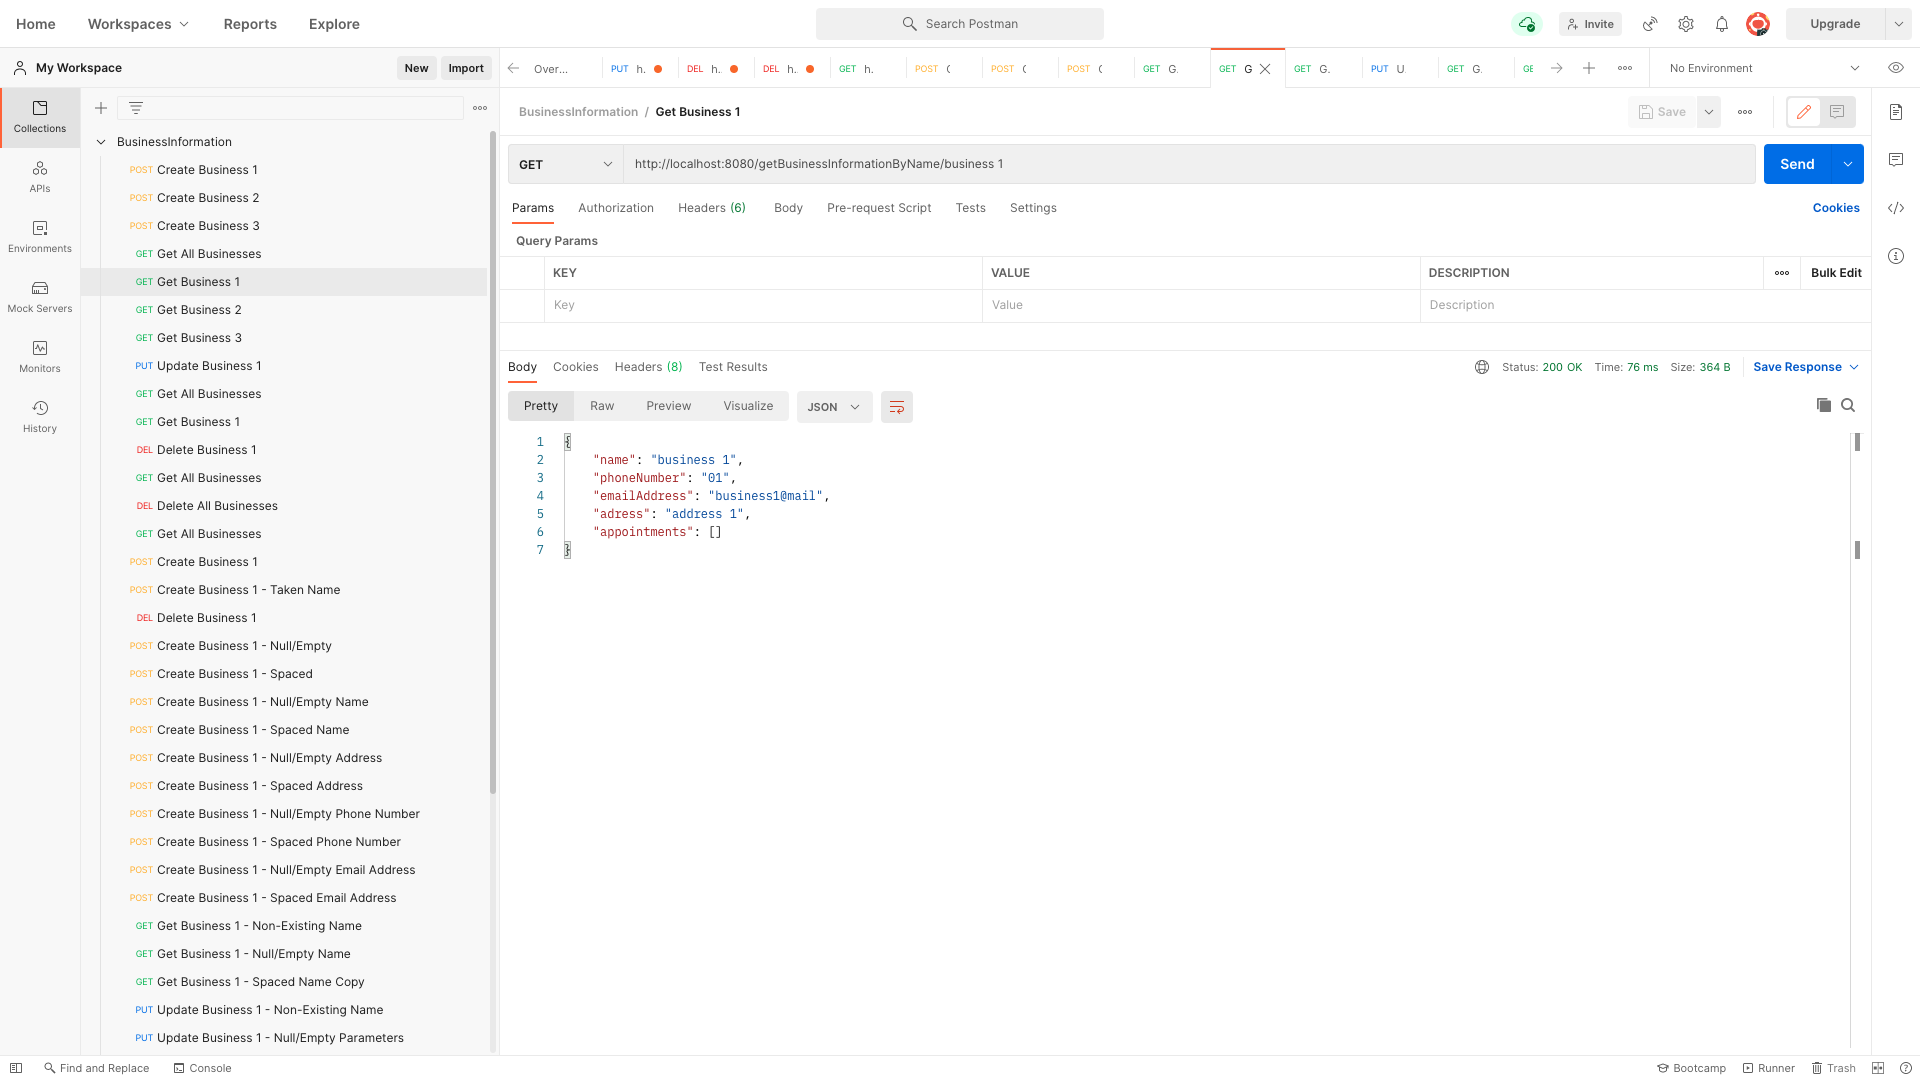 Home
Workspaces
Reports
Explore
Search Postman
Invite
Upgrade
My Workspace
New
Import
Over...
PUT h.
DEL h.
DEL h.
GET h.
POST
POST
POST
GET G.
GET G
GET G.
PUT U.
GET G.
GE
No Environment
Collections
APIs
Environments
Mock Servers
Monitors
History
BusinessInformation
POST Create Business 1
POST Create Business 2
POST Create Business 3
GET Get All Businesses
GET Get Business 1
GET Get Business 2
GET Get Business 3
PUT Update Business 1
GET Get All Businesses
GET Get Business 1
DEL Delete Business 1
GET Get All Businesses
DEL Delete All Businesses
GET Get All Businesses
POST Create Business 1
POST Create Business 1 - Taken Name
DEL Delete Business 1
POST Create Business 1 - Null/Empty
POST Create Business 1 - Spaced
POST Create Business 1 - Null/Empty Name
POST Create Business 1 - Spaced Name
POST Create Business 1 - Null/Empty Address
POST Create Business 1 - Spaced Address
POST Create Business 1 - Null/Empty Phone Number
POST Create Business 1 - Spaced Phone Number
POST Create Business 1 - Null/Empty Email Address
POST Create Business 1 - Spaced Email Address
GET Get Business 1 - Non-Existing Name
GET Get Business 1 - Null/Empty Name
GET Get Business 1 - Spaced Name Copy
PUT Update Business 1 - Non-Existing Name
PUT Update Business 1 - Null/Empty Parameters
BusinessInformation / Get Business 1
Save
GET
http://localhost:8080/getBusinessInformationByName/business 1
Send
Params
Authorization
Headers (6)
Body
Pre-request Script
Tests
Settings
Cookies
Query Params
KEY
VALUE
DESCRIPTION
Bulk Edit
Key
Value
Description
Body
Cookies
Headers (8)
Test Results
Status: 200 OK
Time: 76 ms
Size: 364 B
Save Response
Pretty
Raw
Preview
Visualize
JSON
1 {
2 "name": "business 1",
3 "phoneNumber": "01",
4 "emailAddress": "business1@mail",
5 "adress": "address 1",
6 "appointments": []
7 }
Find and Replace
Console
Bootcamp
Runner
Trash